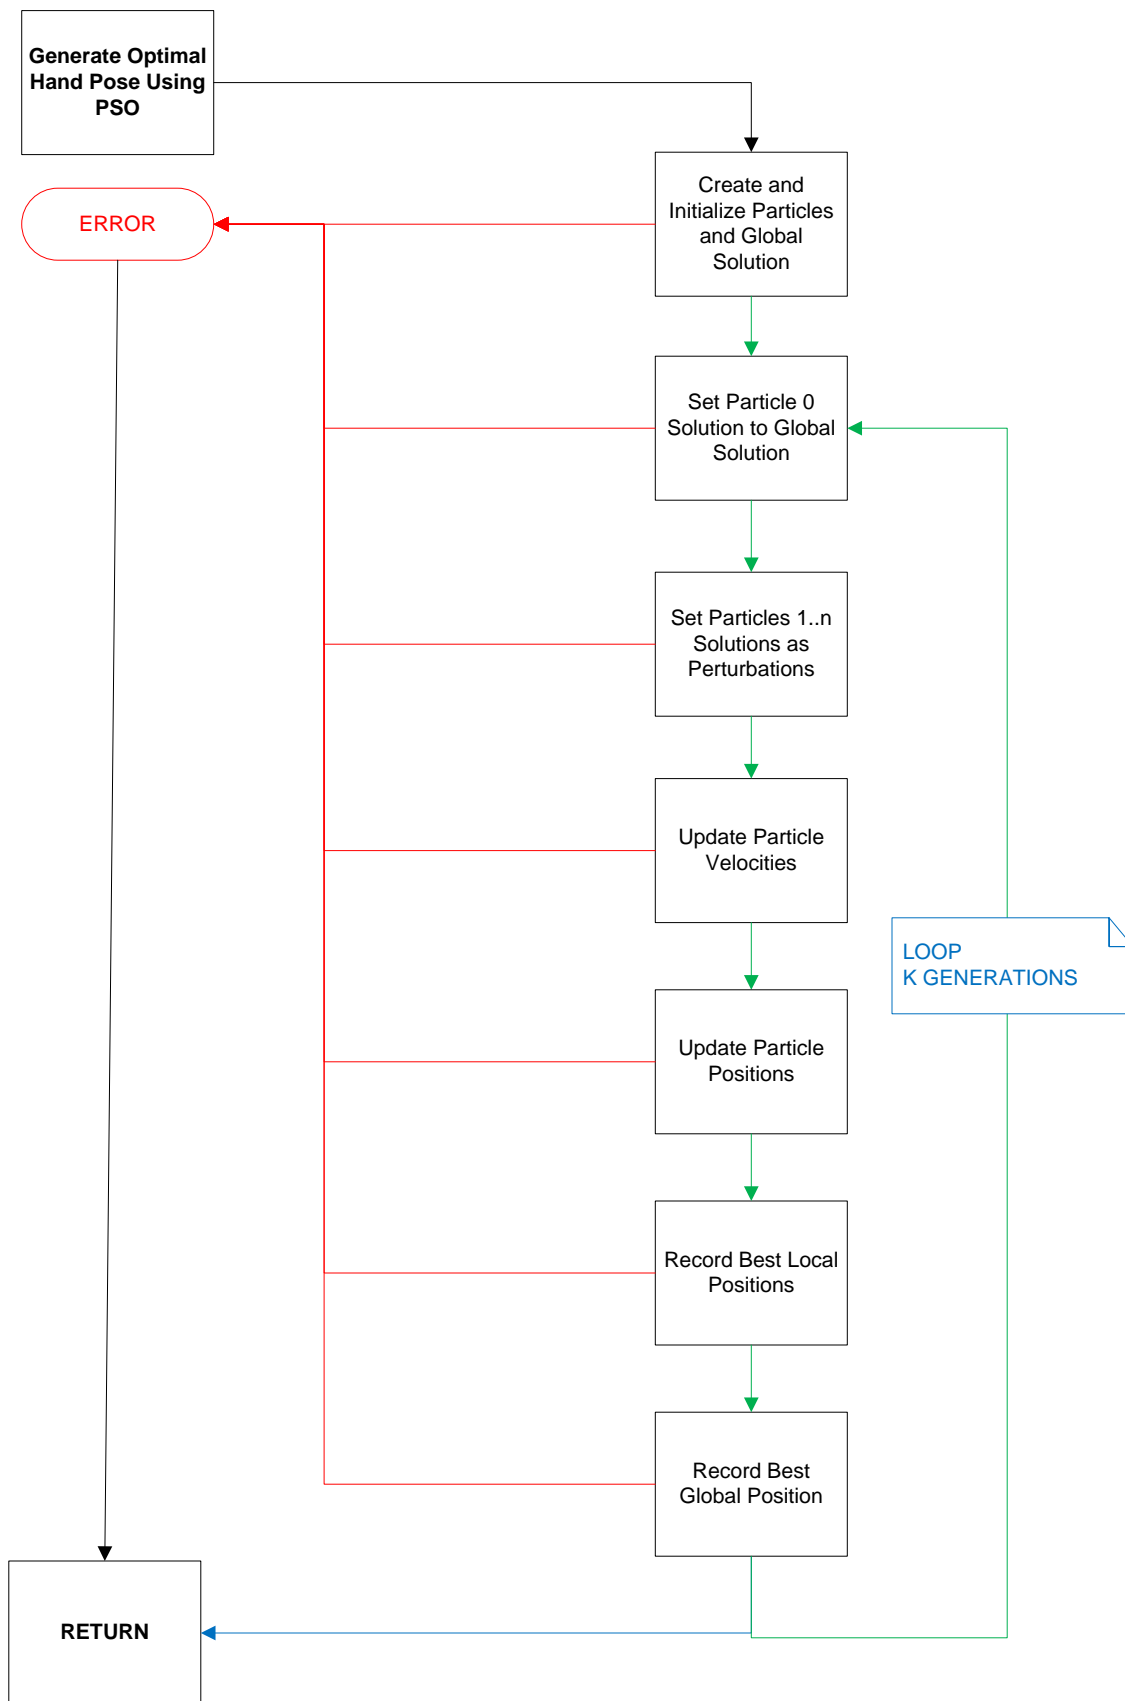 Generate Optimal
Hand Pose Using
PSO
Create and
Initialize Particles
and Global
Solution
ERROR
Set Particle 0
Solution to Global
Solution
Set Particles 1..n
Solutions as
Perturbations
Update Particle
Velocities
LOOP
K GENERATIONS
Update Particle
Positions
Record Best Local
Positions
Record Best
Global Position
RETURN